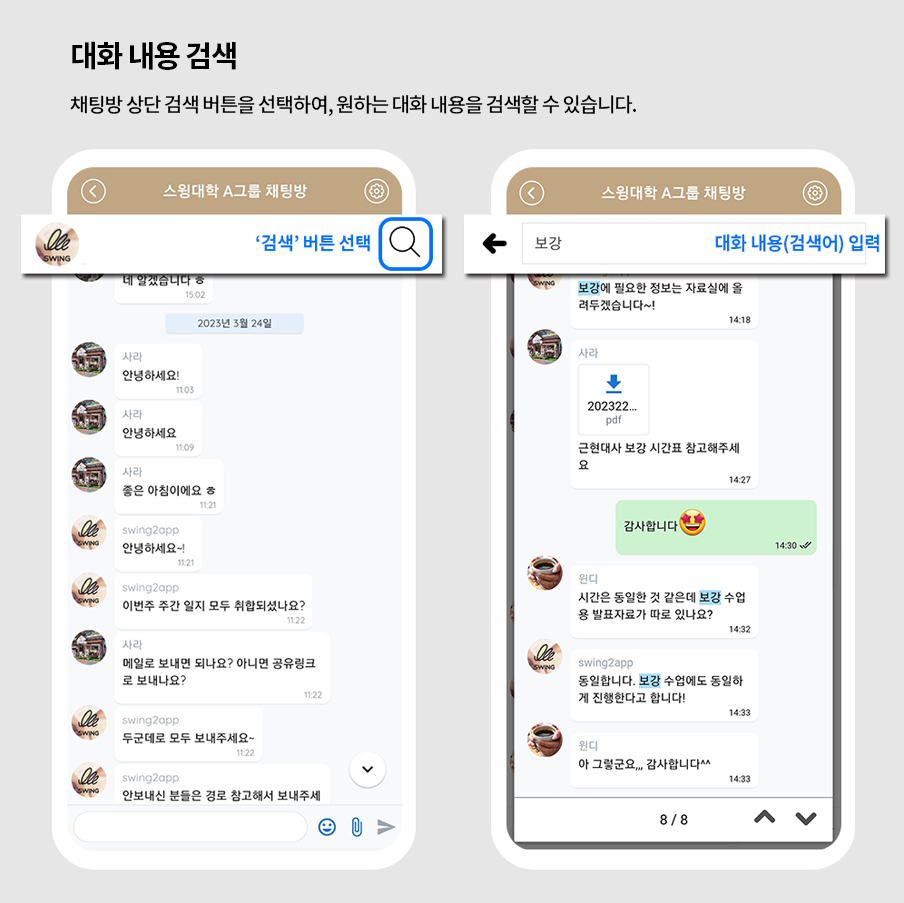 대화 내용 검색
채팅방 상단 검색 버튼을 선택하여, 원하는 대화 내용을 검색할 수 있습니다.
스윙대학 A그룹 채팅방
SWING
‘검색’ 버튼 선택
네 알겠습니다 ㅎ
15:02
2023년 3월 24일
사라
안녕하세요!
11:03
사라
안녕하세요
11:09
사라
좋은 아침이에요 ㅎ
11:21
SWING
swing2app
안녕하세요~!
11:21
SWING
swing2app
이번주 주간 일지 모두 취합되셨나요?
11:22
사라
메일로 보내면 되나요? 아니면 공유링크
로 보내나요?
11:22
SWING
swing2app
두군데로 모두 보내주세요~
11:22
SWING
swing2app
안보내신 분들은 경로 참고해서 보내주세
스윙대학 A그룹 채팅방
보강
대화 내용(검색어) 입력
SWING
보강에 필요한 정보는 자료실에 올
려두겠습니다~!
14:18
사라
202322...
pdf
근현대사 보강 시간표 참고해주세
요
14:27
감사합니다🤩
14:30
윈디
시간은 동일한 것 같은데 보강 수업
용 발표자료가 따로 있나요?
14:32
SWING
swing2app
동일합니다. 보강 수업에도 동일하
게 진행한다고 합니다!
14:33
윈디
아 그렇군요,,, 감사합니다^^
14:33
8 / 8